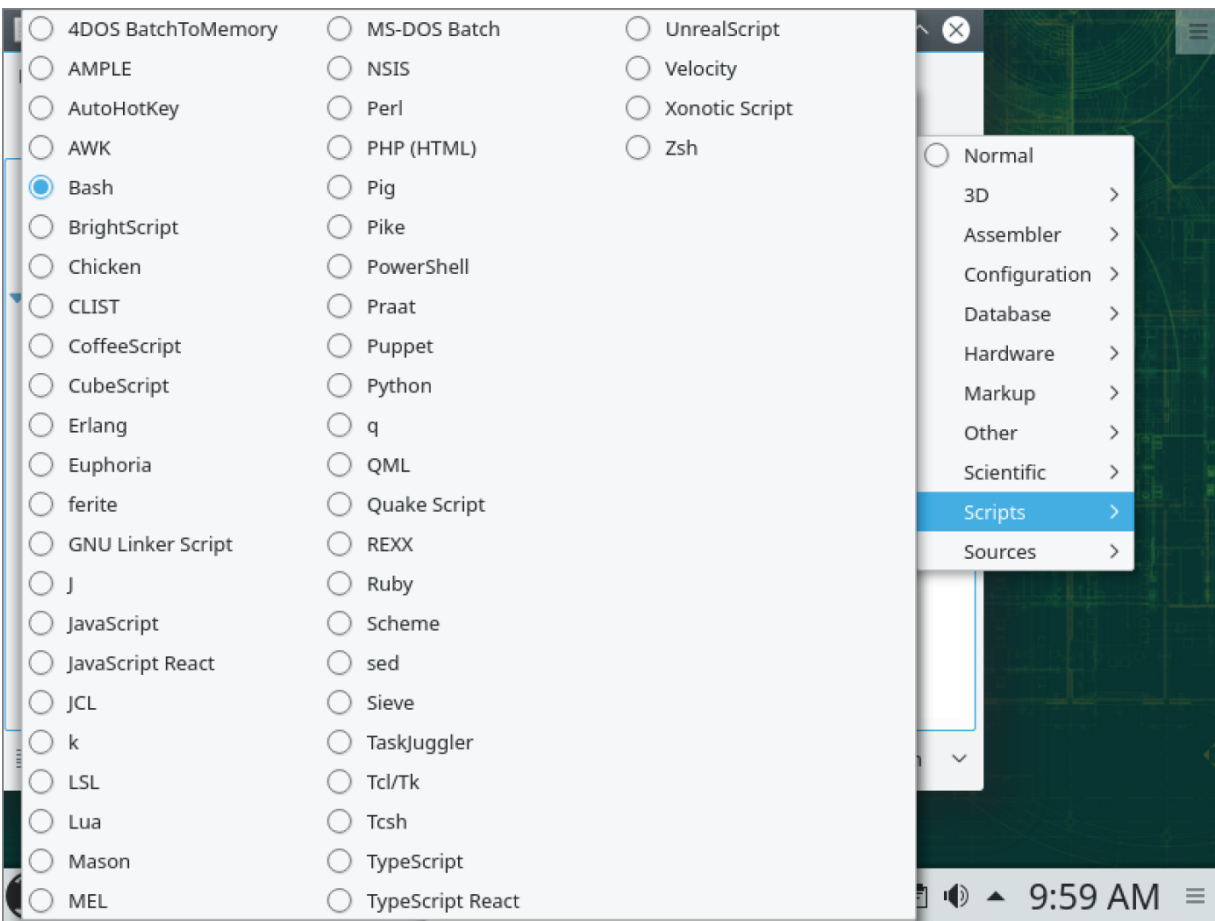 4DOS BatchToMemory
AMPLE
AutoHotKey
AWK
Bash
BrightScript
Chicken
CLIST
CoffeeScript
CubeScript
Erlang
Euphoria
ferite
GNU Linker Script
J
JavaScript
JavaScript React
JCL
k
LSL
Lua
Mason
MEL
MS-DOS Batch
NSIS
Perl
PHP (HTML)
Pig
Pike
PowerShell
Praat
Puppet
Python
q
QML
Quake Script
REXX
Ruby
Scheme
sed
Sieve
TaskJuggler
Tcl/Tk
Tcsh
TypeScript
TypeScript React
UnrealScript
Velocity
Xonotic Script
Zsh
Normal
3D
Assembler
Configuration
Database
Hardware
Markup
Other
Scientific
Scripts
Sources
9:59 AM